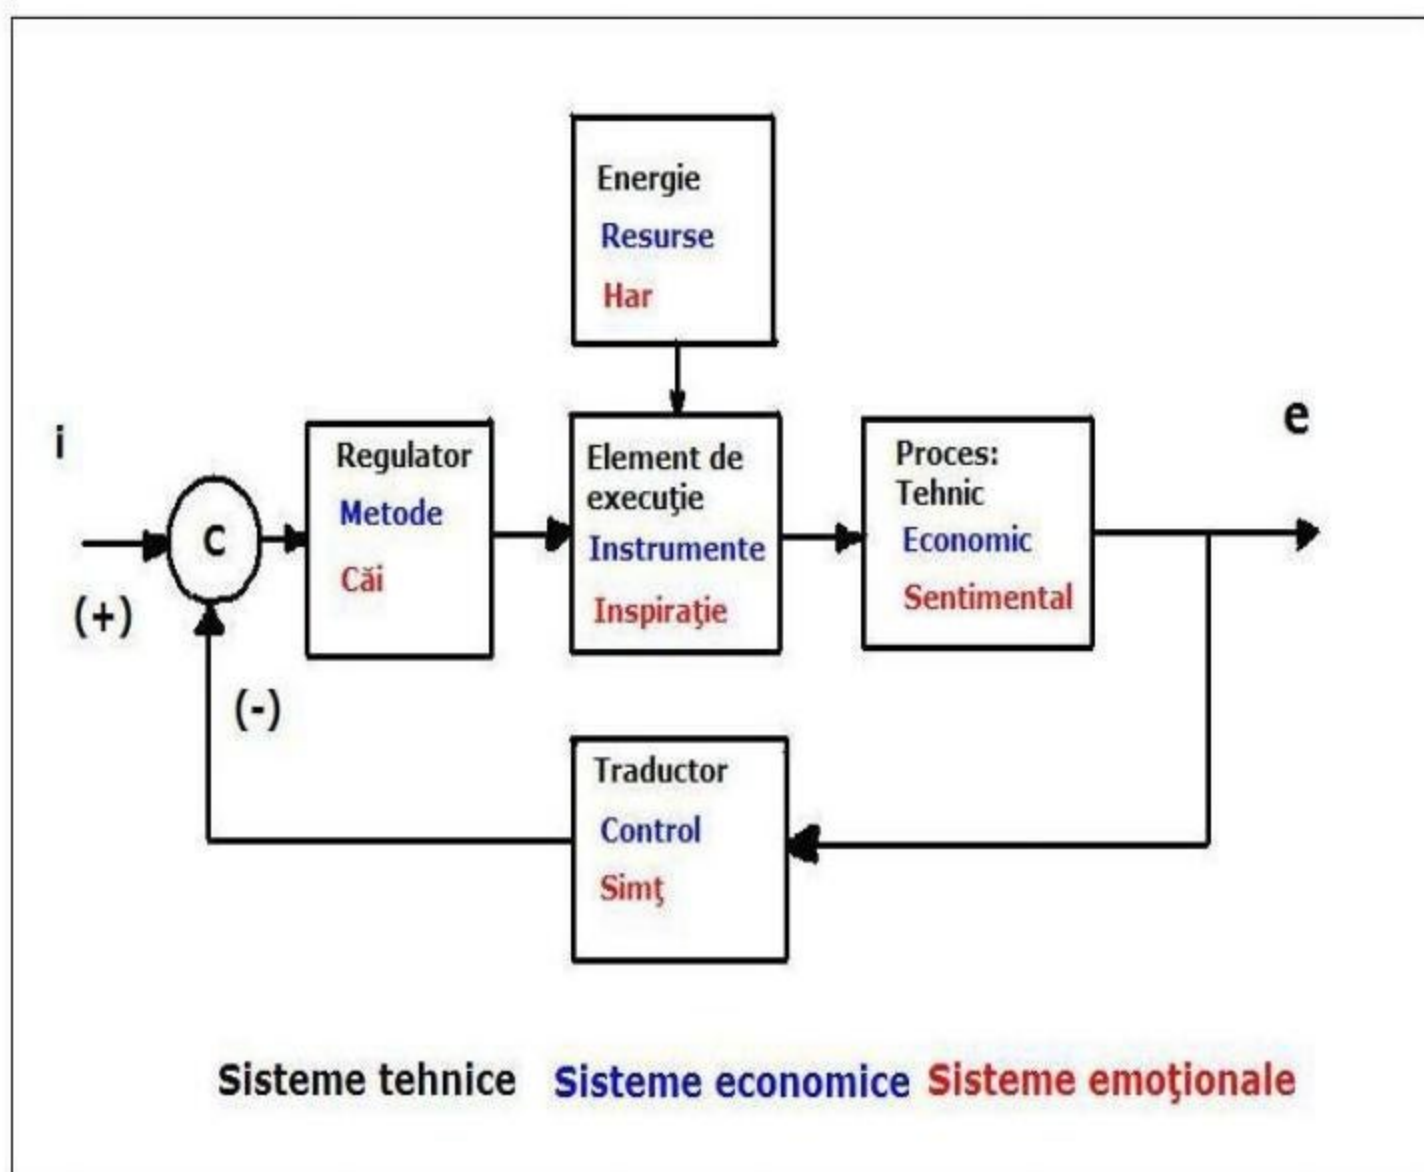 Energie
Resurse
Har
i
(+)
C
(-)
Regulator
Metode
Căi
Element de
execuţie
Instrumente
Inspiraţie
Proces:
Tehnic
Economic
Sentimental
e
Traductor
Control
Simţ
Sisteme tehnice Sisteme economice Sisteme emoţionale